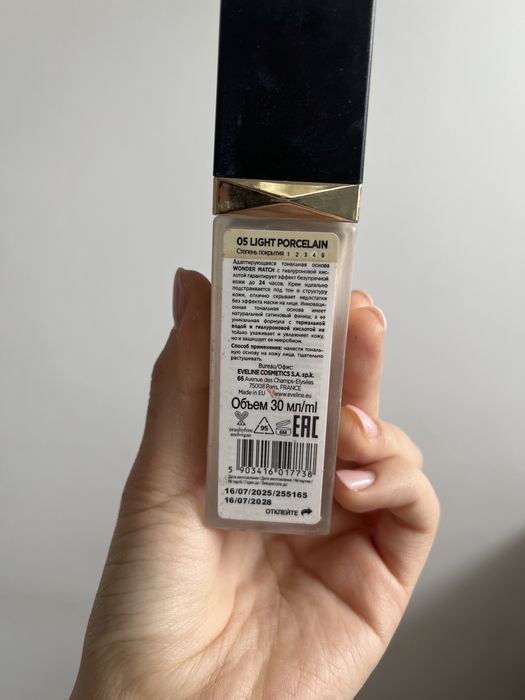 05 LIGHT PORCELAIN
Степень покрытия 1 2 3 4 5
Адаптирующаяся тональная основа
WONDER MATCH с гиалуроновой кис-
лотой гарантирует эффект безупречной
кожи до 24 часов. Крем идеально
подстраивается под тон и структуру
кожи, отлично скрывает недостатки
без эффекта маски на лице. Инноваци-
онная тональная основа имеет
натуральный сатиновый финиш, а ее
уникальная формула с термальной
водой и гиалуроновой кислотой не
только ухаживает и увлажняет кожу,
но и защищает ее микробиом.
Способ применения: нанести тональ-
ную основу на кожу лица, тщательно
растушевать.
Bureau/Офис:
EVELINE COSMETICS S.A. sp.k.
66 Avenue des Champs-Elysées
75008 Paris, FRANCE
Made in EU www.eveline.eu
Объем 30 мл/ml
crueltyfree
andvegan
95
6M
EAC
5 903416 017738
16/07/2025/255165
16/07/2028
ОТКЛЕЙТЕ